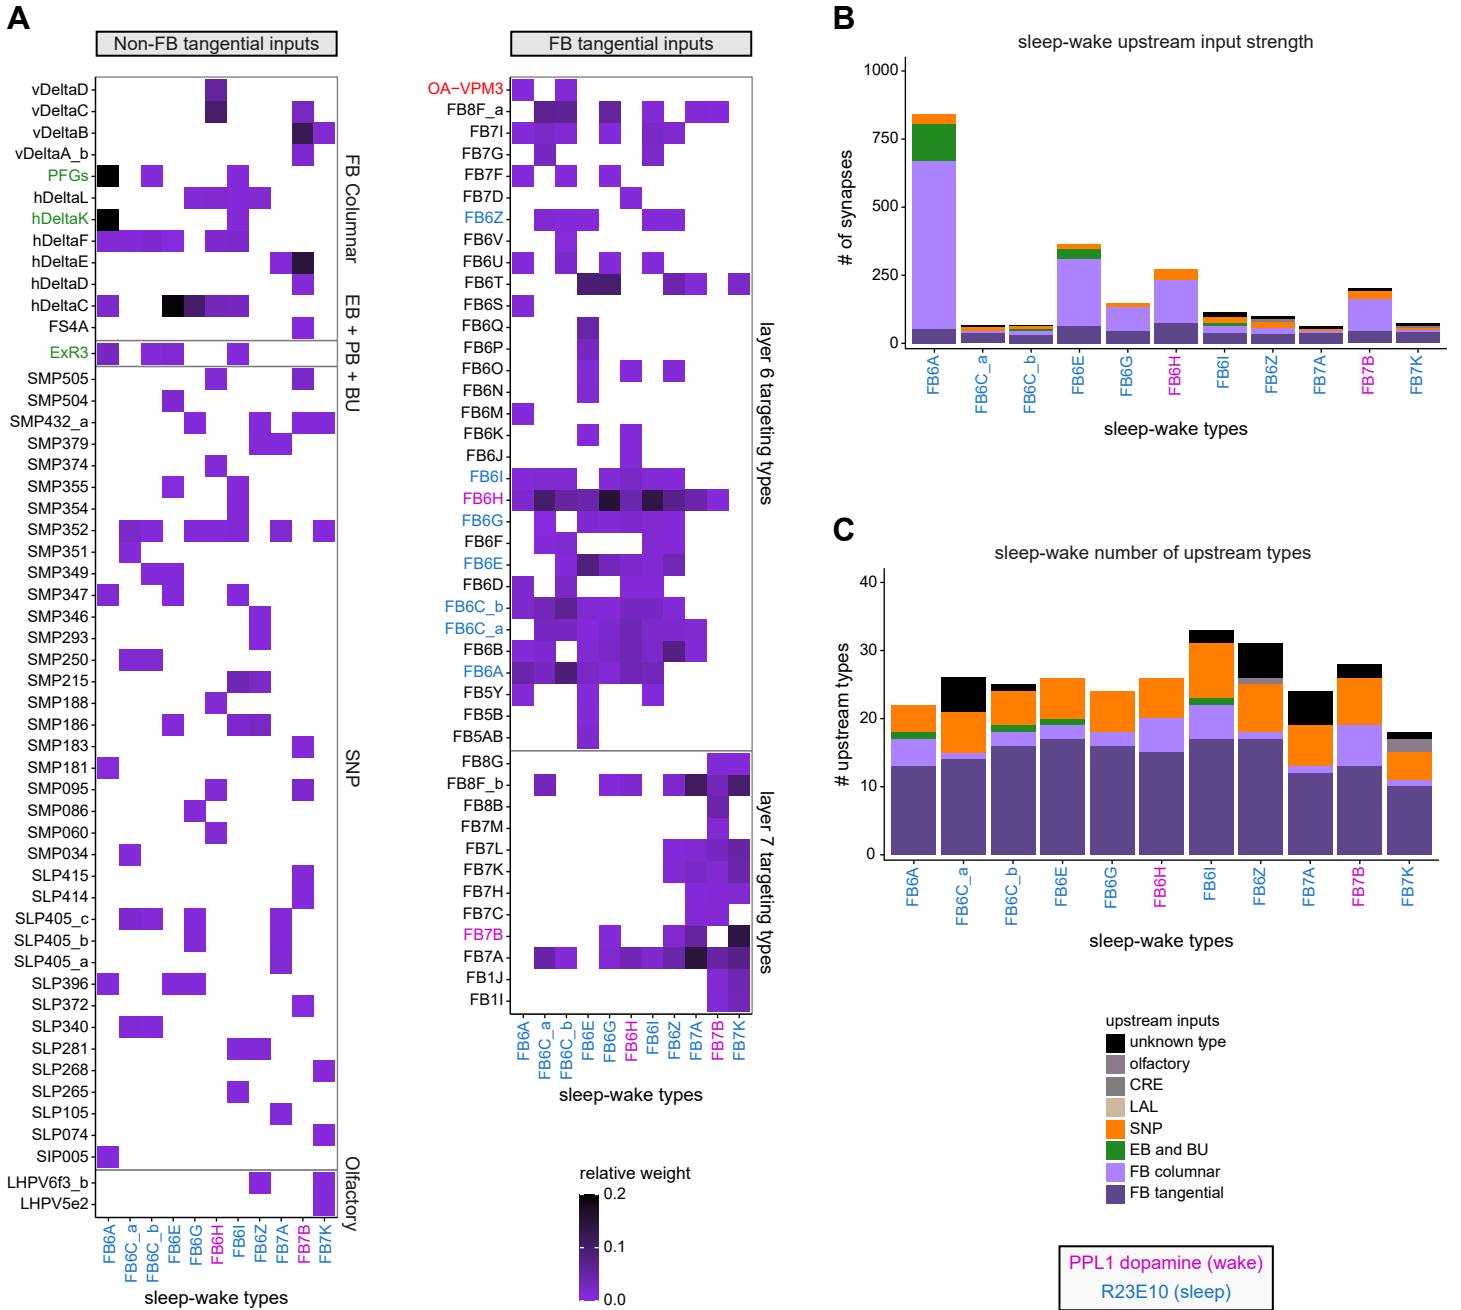 A
Non-FB tangential inputs
vDeltaD
vDeltaC
vDeltaB
vDeltaA_b
PFGs
hDeltaL
hDeltaK
hDeltaF
hDeltaE
hDeltaD
hDeltaC
FS4A
ExR3
SMP505
SMP504
SMP432_a
SMP379
SMP374
SMP355
SMP354
SMP352
SMP351
SMP349
SMP347
SMP346
SMP293
SMP250
SMP215
SMP188
SMP186
SMP183
SMP181
SMP095
SMP086
SMP060
SMP034
SLP415
SLP414
SLP405_c
SLP405_b
SLP405_a
SLP396
SLP372
SLP340
SLP281
SLP268
SLP265
SLP105
SLP074
SIP005
LHPV6f3_b
LHPV5e2
FB Columnar
EB + PB + BU
SNP
Olfactory
FB6A
FB6C_a
FB6C_b
FB6E
FB6G
FB6H
FB6I
FB6Z
FB7A
FB7B
FB7K
sleep-wake types
FB tangential inputs
OA−VPM3
FB8F_a
FB7I
FB7G
FB7F
FB7D
FB6Z
FB6V
FB6U
FB6T
FB6S
FB6Q
FB6P
FB6O
FB6N
FB6M
FB6K
FB6J
FB6I
FB6H
FB6G
FB6F
FB6E
FB6D
FB6C_b
FB6C_a
FB6B
FB6A
FB5Y
FB5B
FB5AB
FB8G
FB8F_b
FB8B
FB7M
FB7L
FB7K
FB7H
FB7C
FB7B
FB7A
FB1J
FB1I
layer 6 targeting types
layer 7 targeting types
FB6A
FB6C_a
FB6C_b
FB6E
FB6G
FB6H
FB6I
FB6Z
FB7A
FB7B
FB7K
sleep-wake types
relative weight
0.2
0.1
0.0
B
sleep-wake upstream input strength
# of synapses
1000
750
500
250
0
FB6A
FB6C_a
FB6C_b
FB6E
FB6G
FB6H
FB6I
FB6Z
FB7A
FB7B
FB7K
sleep-wake types
C
sleep-wake number of upstream types
# upstream types
40
30
20
10
0
FB6A
FB6C_a
FB6C_b
FB6E
FB6G
FB6H
FB6I
FB6Z
FB7A
FB7B
FB7K
sleep-wake types
upstream inputs
unknown type
olfactory
CRE
LAL
SNP
EB and BU
FB columnar
FB tangential
PPL1 dopamine (wake)
R23E10 (sleep)